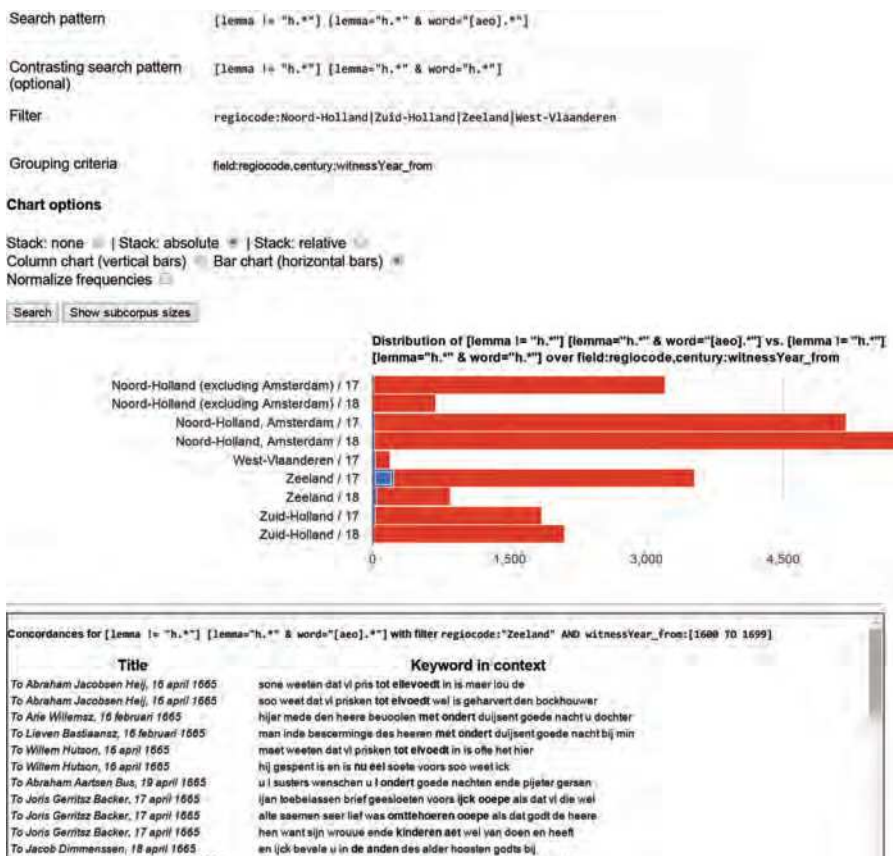 Search pattern [lemma != "h.*"] [lemma="h.*" & word="[aeo].*"]
Contrasting search pattern (optional) [lemma != "h.*"] [lemma="h.*" & word="h.*"]
Filter regiocode:Noord-Holland|Zuid-Holland|Zeeland|West-Vlaanderen
Grouping criteria field:regiocode,century:witnessYear_from
Chart options
Stack: none | Stack: absolute | Stack: relative
Column chart (vertical bars) Bar chart (horizontal bars)
Normalize frequencies
Search Show subcorpus sizes
Distribution of [lemma != "h.*"] [lemma="h.*" & word="[aeo].*"] vs. [lemma != "h.*"]
[lemma="h.*" & word="h.*"] over field:regiocode,century:witnessYear_from
Noord-Holland (excluding Amsterdam) / 17
Noord-Holland (excluding Amsterdam) / 18
Noord-Holland, Amsterdam / 17
Noord-Holland, Amsterdam / 18
West-Vlaanderen / 17
Zeeland / 17
Zeeland / 18
Zuid-Holland / 17
Zuid-Holland / 18
0 1,500 3,000 4,500
Concordances for [lemma != "h.*"] [lemma="h.*" & word="[aeo].*"] with filter regiocode:"Zeeland" AND witnessYear_from:[1600 TO 1699]
Title Keyword in context
To Abraham Jacobsen Heij, 16 april 1665 sone weeten dat vl pris tot ellevoedt in is maer lou de
To Abraham Jacobsen Heij, 16 april 1665 soo weet dat vl prisken tot elvoedt wel is geharvert den bockhouwer
To Arie Willemsz, 16 februari 1665 hijer mede den heere beuoolen met ondert duijsent goede nacht u dochter
To Lieven Bastiaansz, 16 februari 1665 man inde bescerminge des heeren met ondert duijsent goede nacht bij min
To Willem Hutson, 16 april 1665 maet weeten dat vl prisken tot elvoedt in is ofte het hier
To Willem Hutson, 16 april 1665 hij gespent is en is nu eel soete voors soo weet ick
To Abraham Aartsen Bus, 19 april 1665 u l susters wenschen u l ondert goede nachten ende pijeter gersen
To Joris Gerritsz Backer, 17 april 1665 ijan toebelassen brief geesloeten voors ijck ooepe als dat vl die wel
To Joris Gerritsz Backer, 17 april 1665 alte saemen seer lief was omttehoeren ooepe als dat godt de heere
To Joris Gerritsz Backer, 17 april 1665 hen want sijn wrouue ende kinderen aet wel van doen en heeft
To Jacob Dimmenssen, 18 april 1665 en ijck bevele u in de anden des alder hoosten godts bij